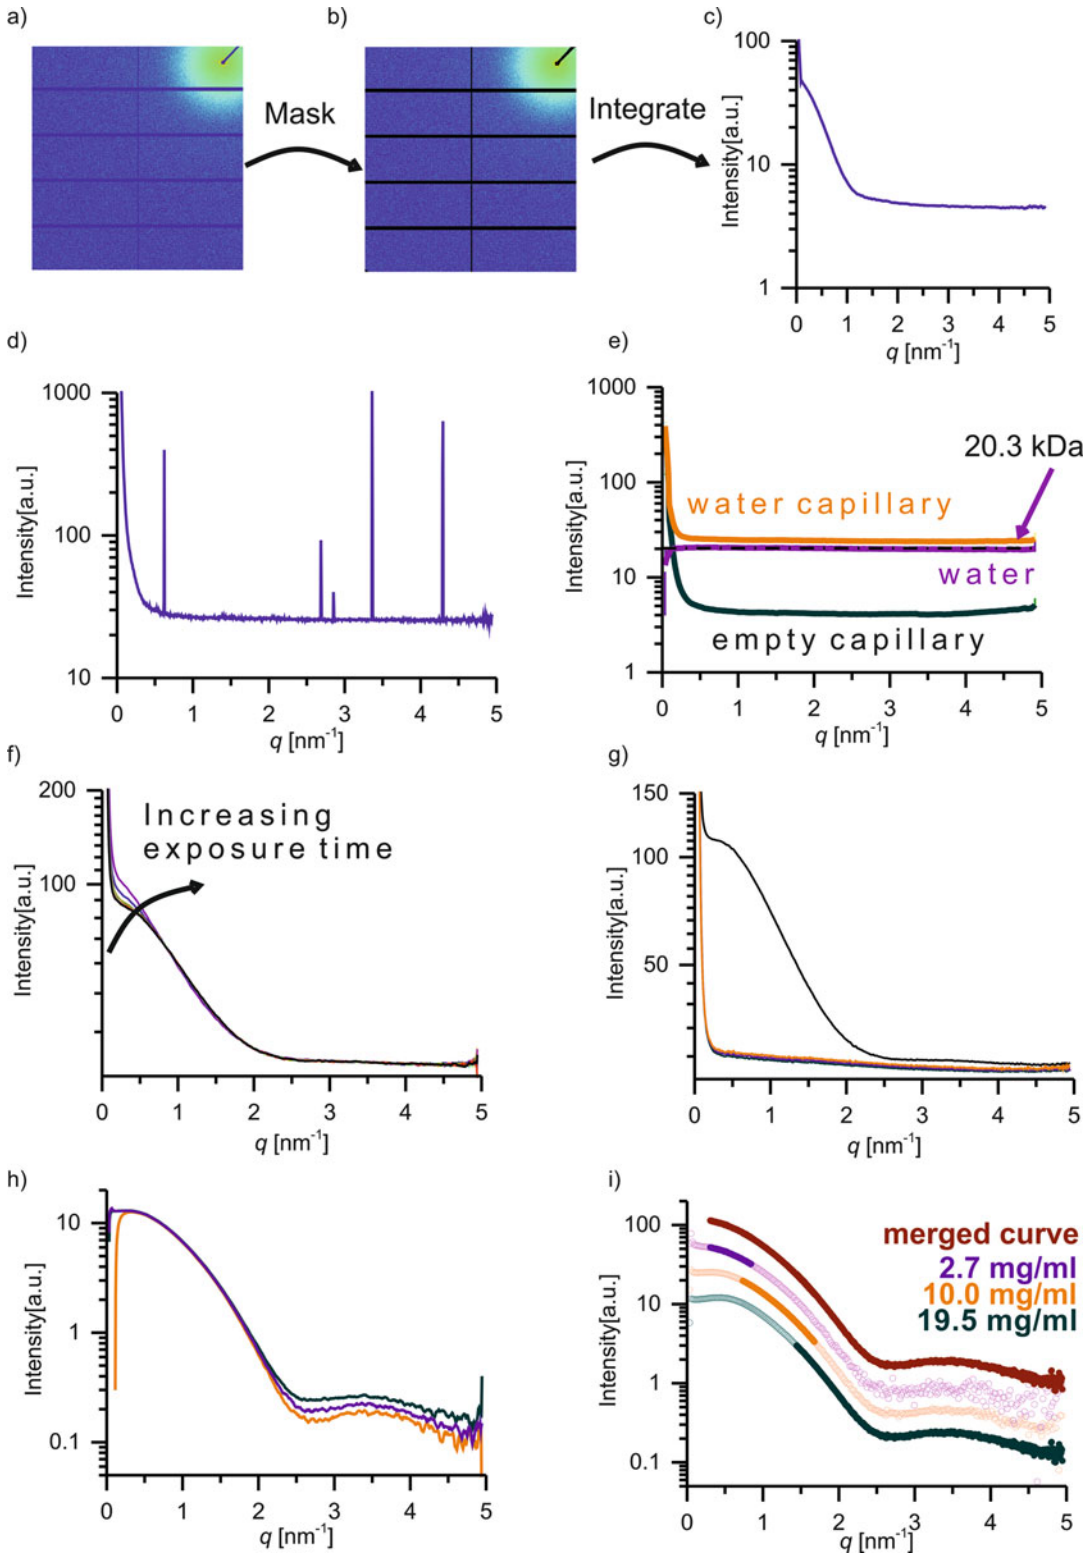 a)
b)
c)
Mask
Integrate
Intensity[a.u.]
100
10
1
0 1 2 3 4 5
q [nm-1]
d)
Intensity[a.u.]
1000
100
10
0 1 2 3 4 5
q [nm-1]
e)
Intensity[a.u.]
1000
100
10
1
20.3 kDa
water capillary
water
empty capillary
0 1 2 3 4 5
q [nm-1]
f)
Intensity[a.u.]
200
100
Increasing
exposure time
0 1 2 3 4 5
q [nm-1]
g)
Intensity[a.u.]
150
100
50
0 1 2 3 4 5
q [nm-1]
h)
Intensity[a.u.]
10
1
0.1
0 1 2 3 4 5
q [nm-1]
i)
Intensity[a.u.]
100
10
1
0.1
merged curve
2.7 mg/ml
10.0 mg/ml
19.5 mg/ml
0 1 2 3 4 5
q [nm-1]